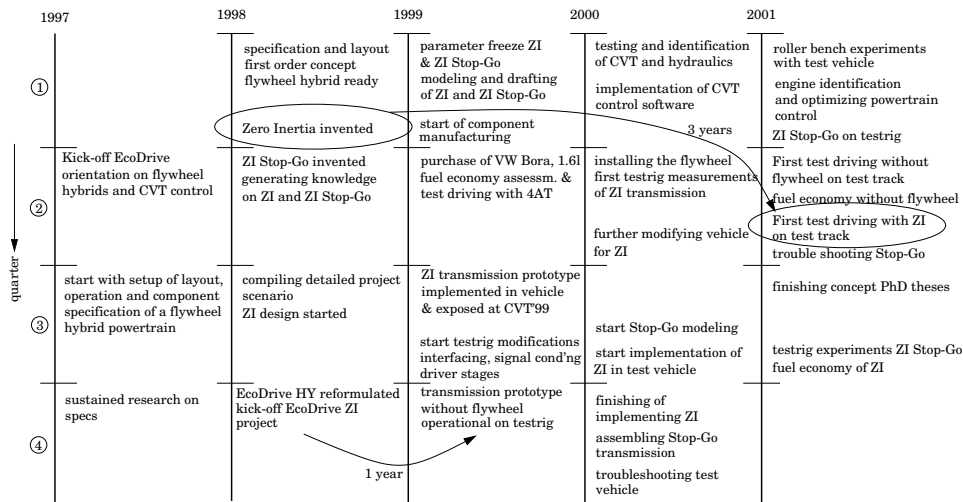 1997
1998
1999
2000
2001
quarter
①
②
③
④
Kick-off EcoDrive
orientation on flywheel
hybrids and CVT control
start with setup of layout,
operation and component
specification of a flywheel
hybrid powertrain
sustained research on
specs
specification and layout
first order concept
flywheel hybrid ready
Zero Inertia invented
ZI Stop-Go invented
generating knowledge
on ZI and ZI Stop-Go
compiling detailed project
scenario
ZI design started
EcoDrive HY reformulated
kick-off EcoDrive ZI
project
1 year
parameter freeze ZI
& ZI Stop-Go
modeling and drafting
of ZI and ZI Stop-Go
start of component
manufacturing
purchase of VW Bora, 1.6l
fuel economy assessm. &
test driving with 4AT
ZI transmission prototype
implemented in vehicle
& exposed at CVT'99
start testrig modifications
interfacing, signal cond'ng
driver stages
transmission prototype
without flywheel
operational on testrig
testing and identification
of CVT and hydraulics
implementation of CVT
control software
3 years
installing the flywheel
first testrig measurements
of ZI transmission
further modifying vehicle
for ZI
start Stop-Go modeling
start implementation of
ZI in test vehicle
finishing of
implementing ZI
assembling Stop-Go
transmission
troubleshooting test
vehicle
roller bench experiments
with test vehicle
engine identification
and optimizing powertrain
control
ZI Stop-Go on testrig
First test driving without
flywheel on test track
fuel economy without flywheel
First test driving with ZI
on test track
trouble shooting Stop-Go
finishing concept PhD theses
testrig experiments ZI Stop-Go
fuel economy of ZI